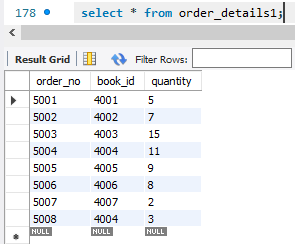 178 select * from order_details1;
Result Grid Filter Rows:
order_no book_id quantity
5001 4001 5
5002 4002 7
5003 4003 15
5004 4004 11
5005 4005 9
5006 4006 8
5007 4007 2
5008 4004 3
NULL NULL NULL